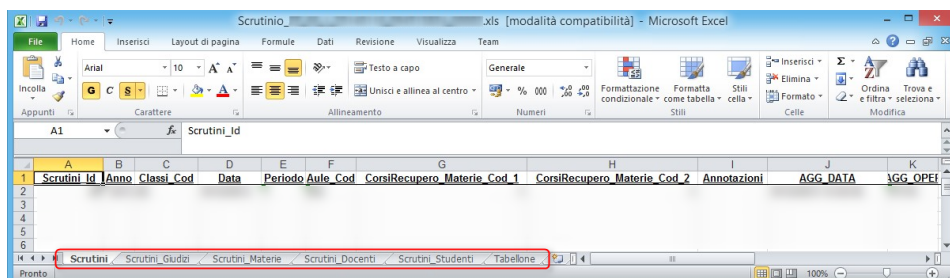 Scrutinio_ .xls [modalità compatibilità] - Microsoft Excel
File Home Inserisci Layout di pagina Formule Dati Revisione Visualizza Team
Incolla
Arial 10 A A
G C S A
Testo a capo
Unisci e allinea al centro
Generale
% 000
Formattazione condizionale
Formatta come tabella
Stili cella
Inserisci
Elimina
Formato
Σ
Ordina e filtra
Trova e seleziona
Appunti Carattere Allineamento Numeri Stili Celle Modifica
A1 fx Scrutini_Id
A B C D E F G H I J K
1 Scrutini_Id Anno Classi_Cod Data Periodo Aule_Cod CorsiRecupero_Materie_Cod_1 CorsiRecupero_Materie_Cod_2 Annotazioni AGG_DATA AGG_OPER
2
3
4
5
6
Scrutini Scrutini_Giudizi Scrutini_Materie Scrutini_Docenti Scrutini_Studenti Tabellone
Pronto 100%